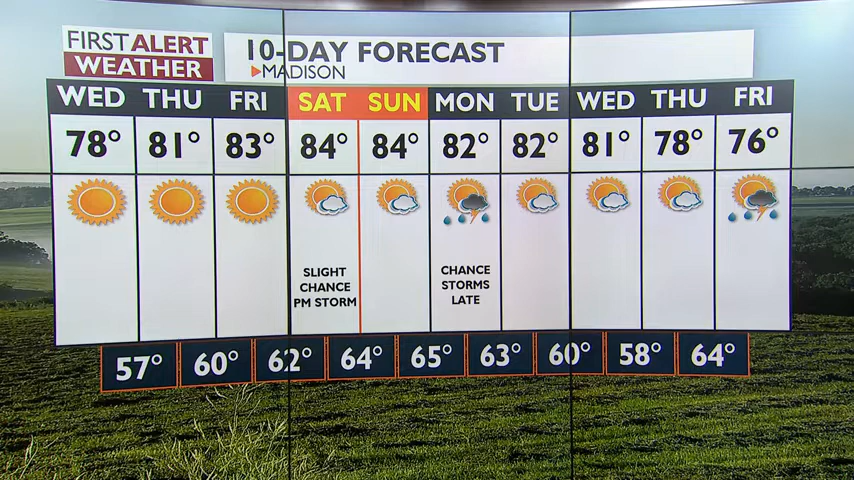 FIRST ALERT
WEATHER
10-DAY FORECAST
MADISON
WED THU FRI SAT SUN MON TUE WED THU FRI
78° 81° 83° 84° 84° 82° 82° 81° 78° 76°
SLIGHT
CHANCE
PM STORM
CHANCE
STORMS
LATE
57° 60° 62° 64° 65° 63° 60° 58° 64°